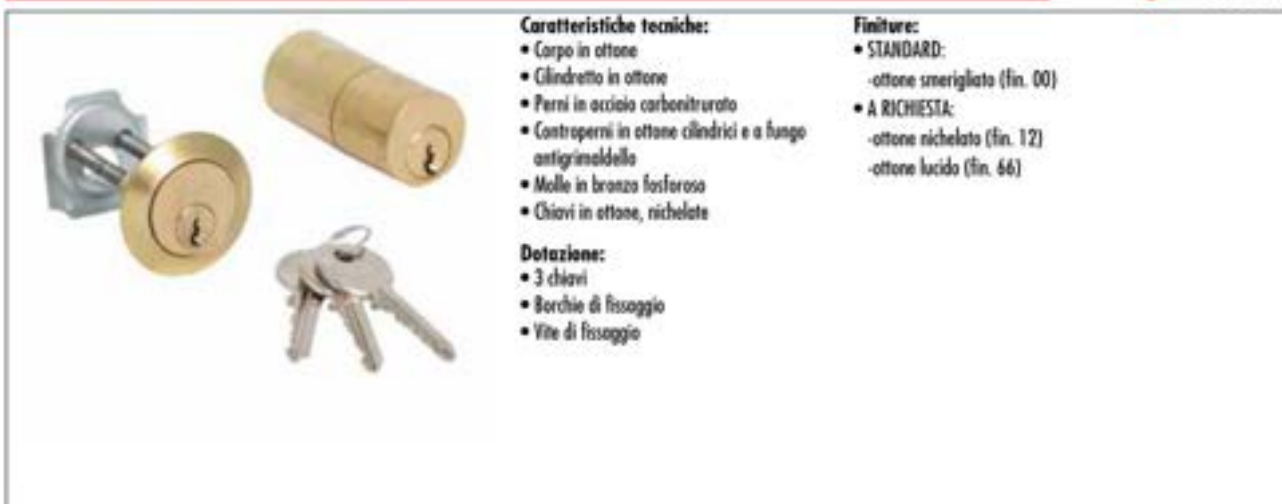 Caratteristiche tecniche:
• Corpo in ottone
• Cilindretto in ottone
• Perni in acciaio carbonitrurato
• Controperni in ottone cilindrici e a fungo
antigrimaldello
• Molle in bronzo fosforoso
• Chiavi in ottone, nichelate
Dotazione:
• 3 chiavi
• Borchie di fissaggio
• Vite di fissaggio
Finiture:
• STANDARD:
-ottone smerigliato (fin. 00)
• A RICHIESTA:
-ottone nichelato (fin. 12)
-ottone lucido (fin. 66)